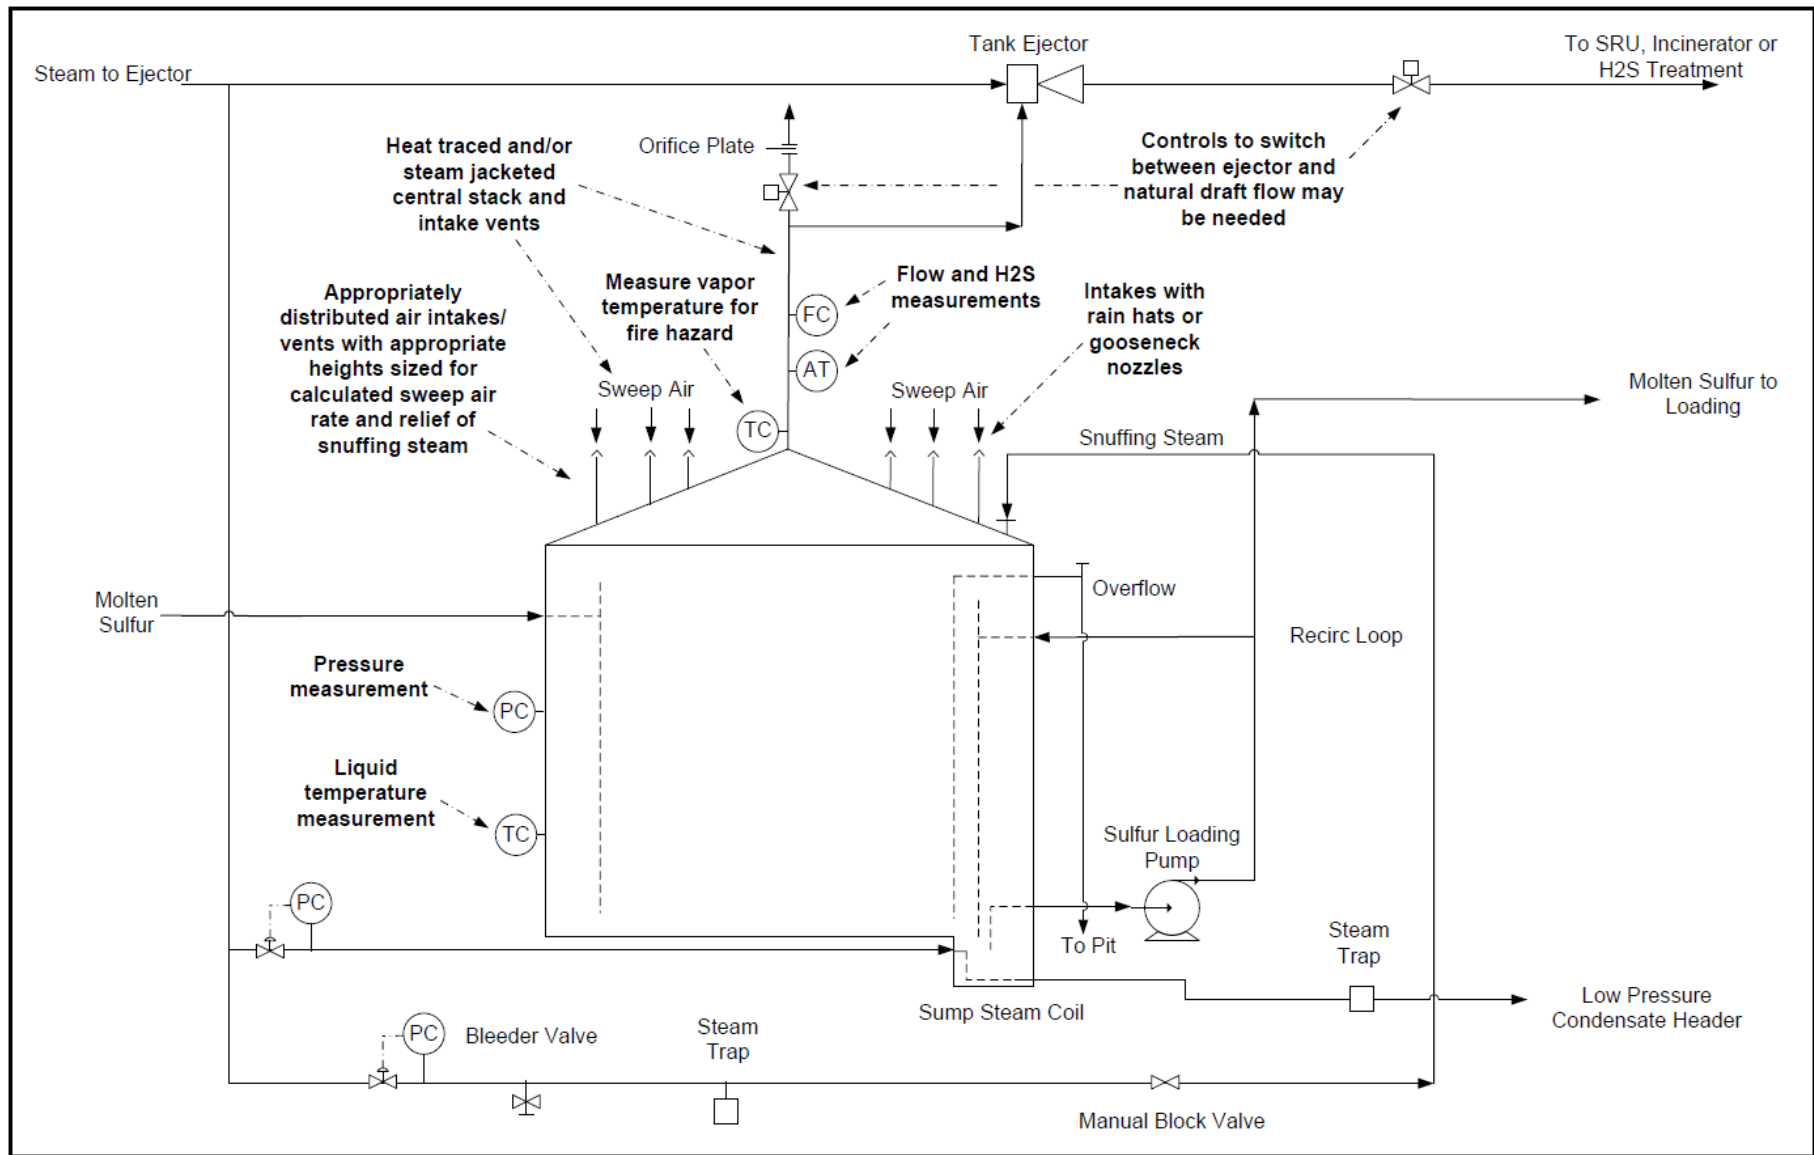 Tank Ejector
To SRU, Incinerator or
H2S Treatment
Steam to Ejector
Heat traced and/or
steam jacketed
central stack and
intake vents
Orifice Plate
Controls to switch
between ejector and
natural draft flow may
be needed
Appropriately
distributed air intakes/
vents with appropriate
heights sized for
calculated sweep air
rate and relief of
snuffing steam
Measure vapor
temperature for
fire hazard
Flow and H2S
measurements
Intakes with
rain hats or
gooseneck
nozzles
FC
AT
TC
Sweep Air
Sweep Air
Molten Sulfur to
Loading
Snuffing Steam
Molten
Sulfur
Overflow
Recirc Loop
Pressure
measurement
PC
Liquid
temperature
measurement
TC
Sulfur Loading
Pump
PC
To Pit
Steam
Trap
Sump Steam Coil
Low Pressure
Condensate Header
PC
Bleeder Valve
Steam
Trap
Manual Block Valve